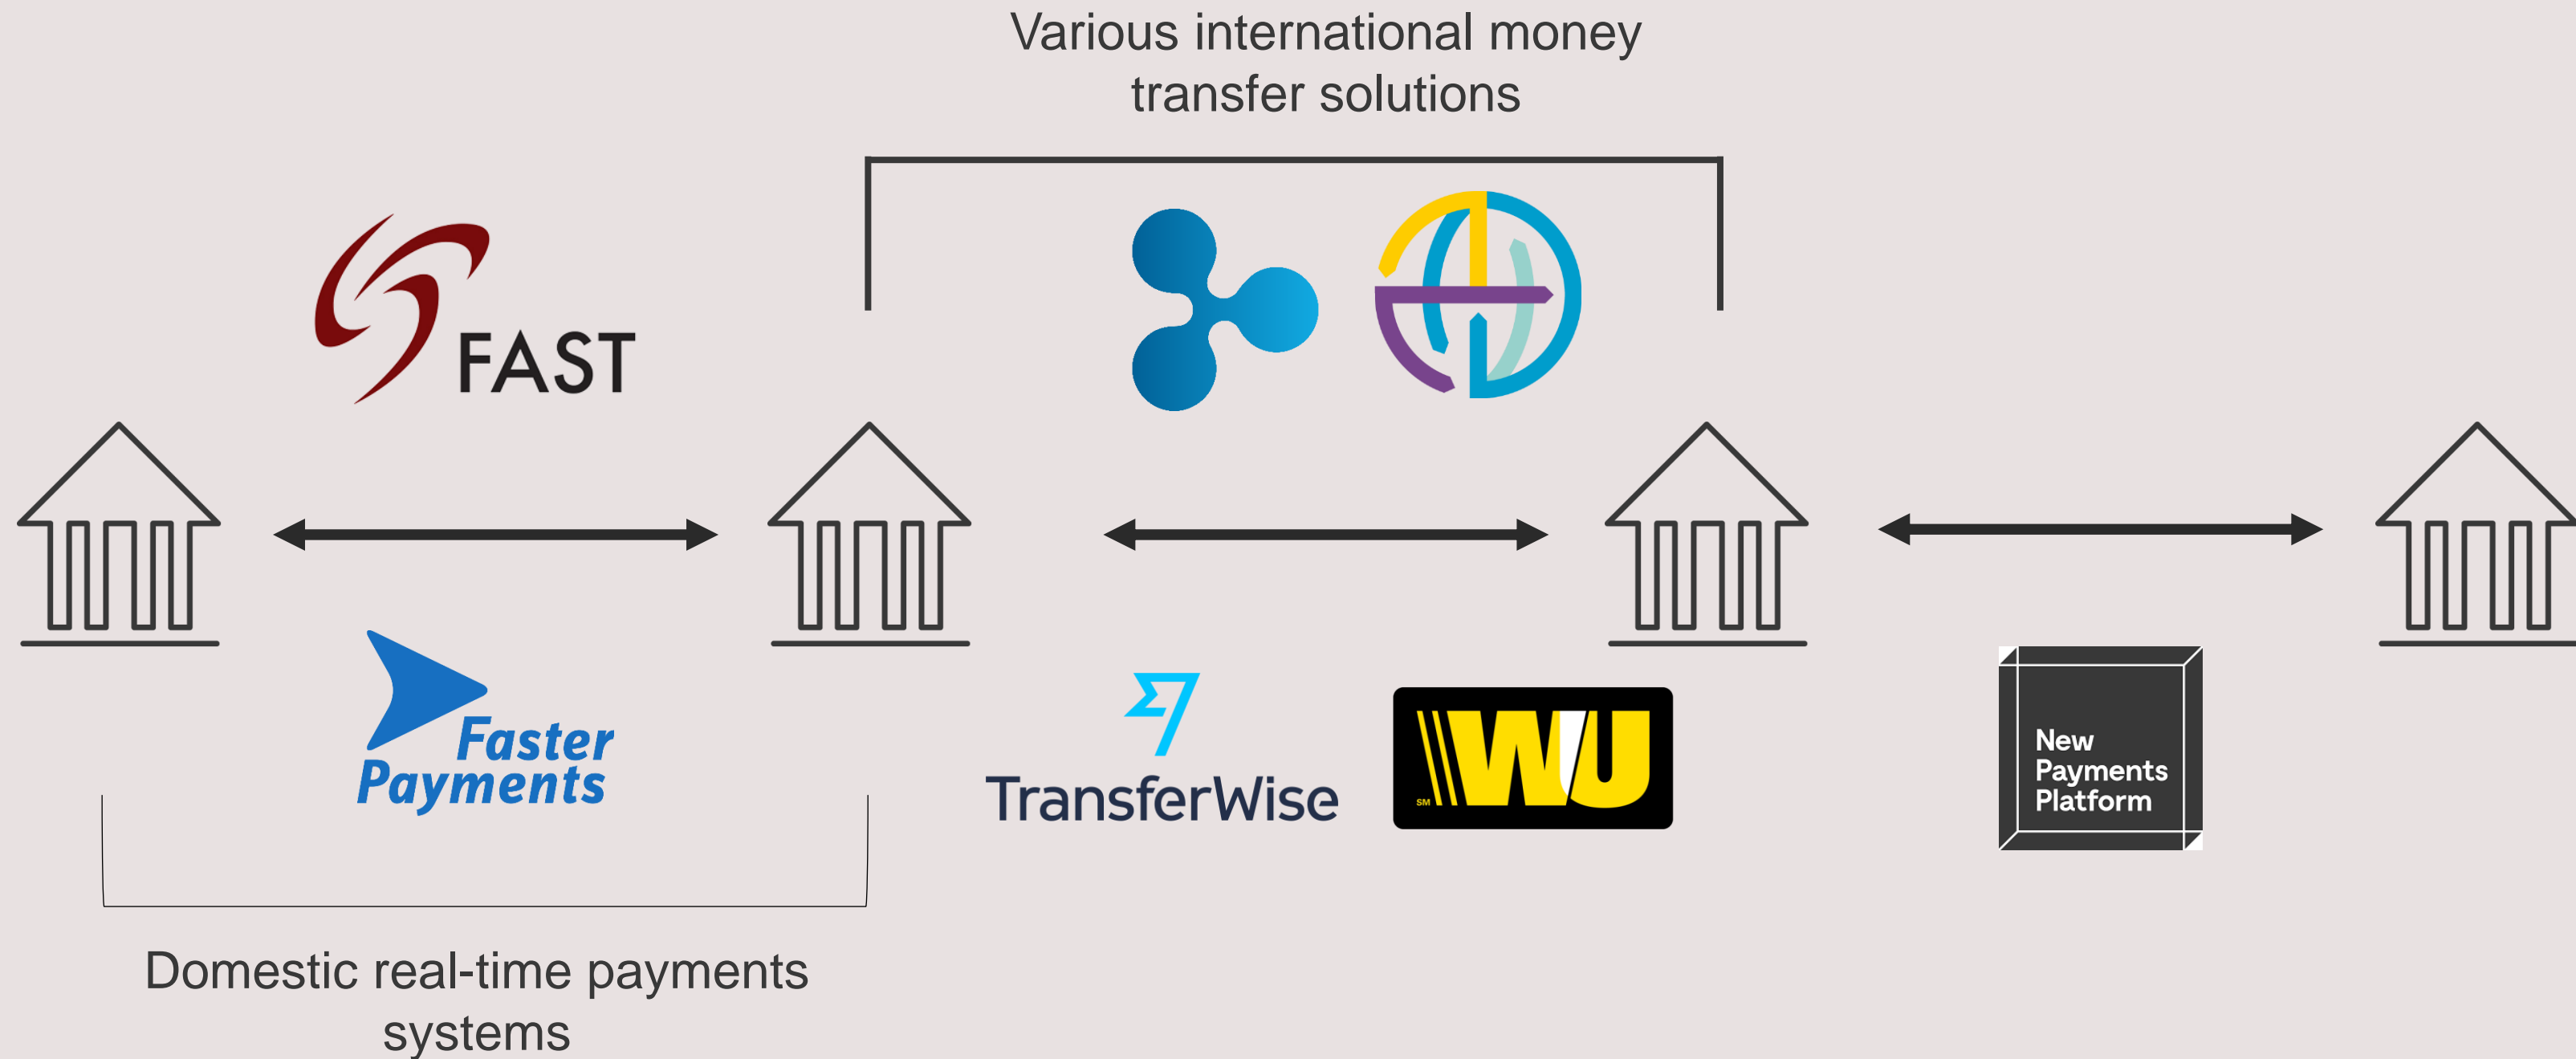 Various international money
transfer solutions
FAST
Faster
Payments
TransferWise
SM
WU
New
Payments
Platform
Domestic real-time payments
systems